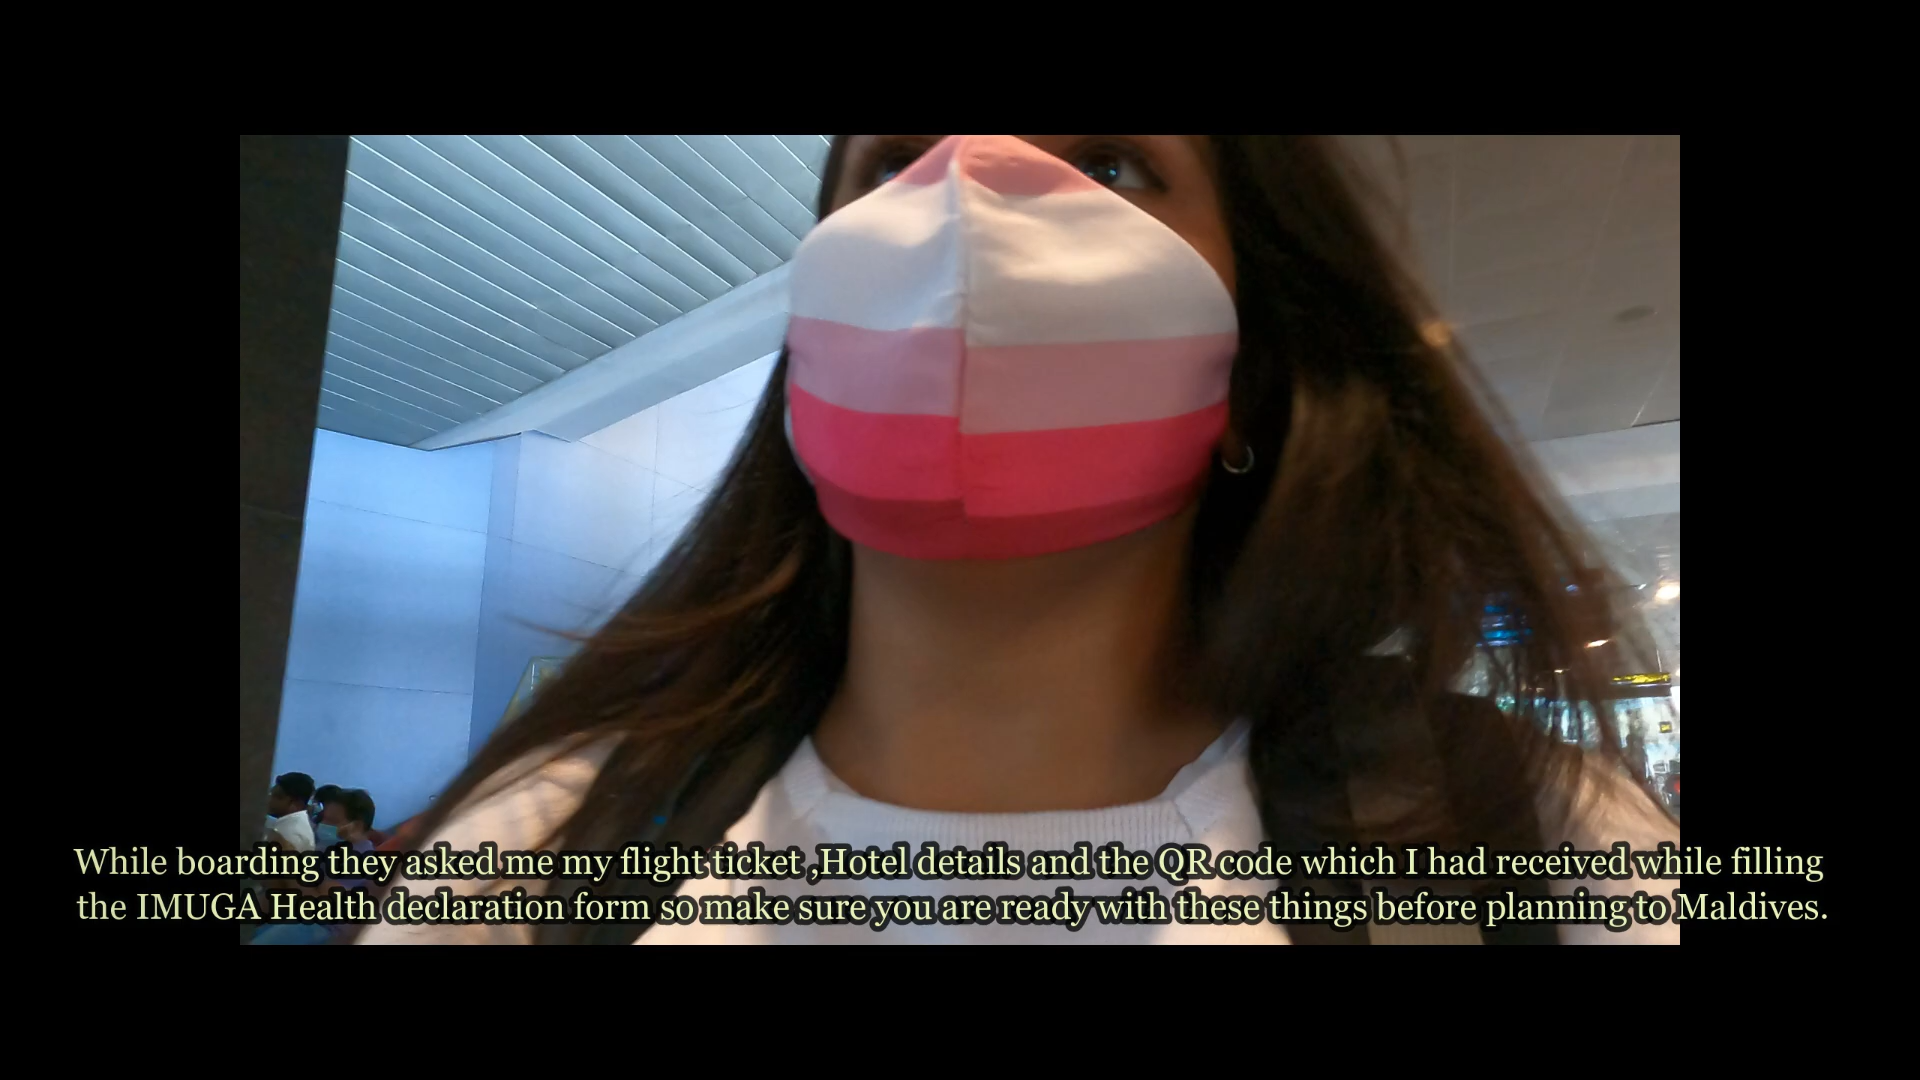 While boarding they asked me my flight ticket ,Hotel details and the QR code which I had received while filling
the IMUGA Health declaration form so make sure you are ready with these things before planning to Maldives.